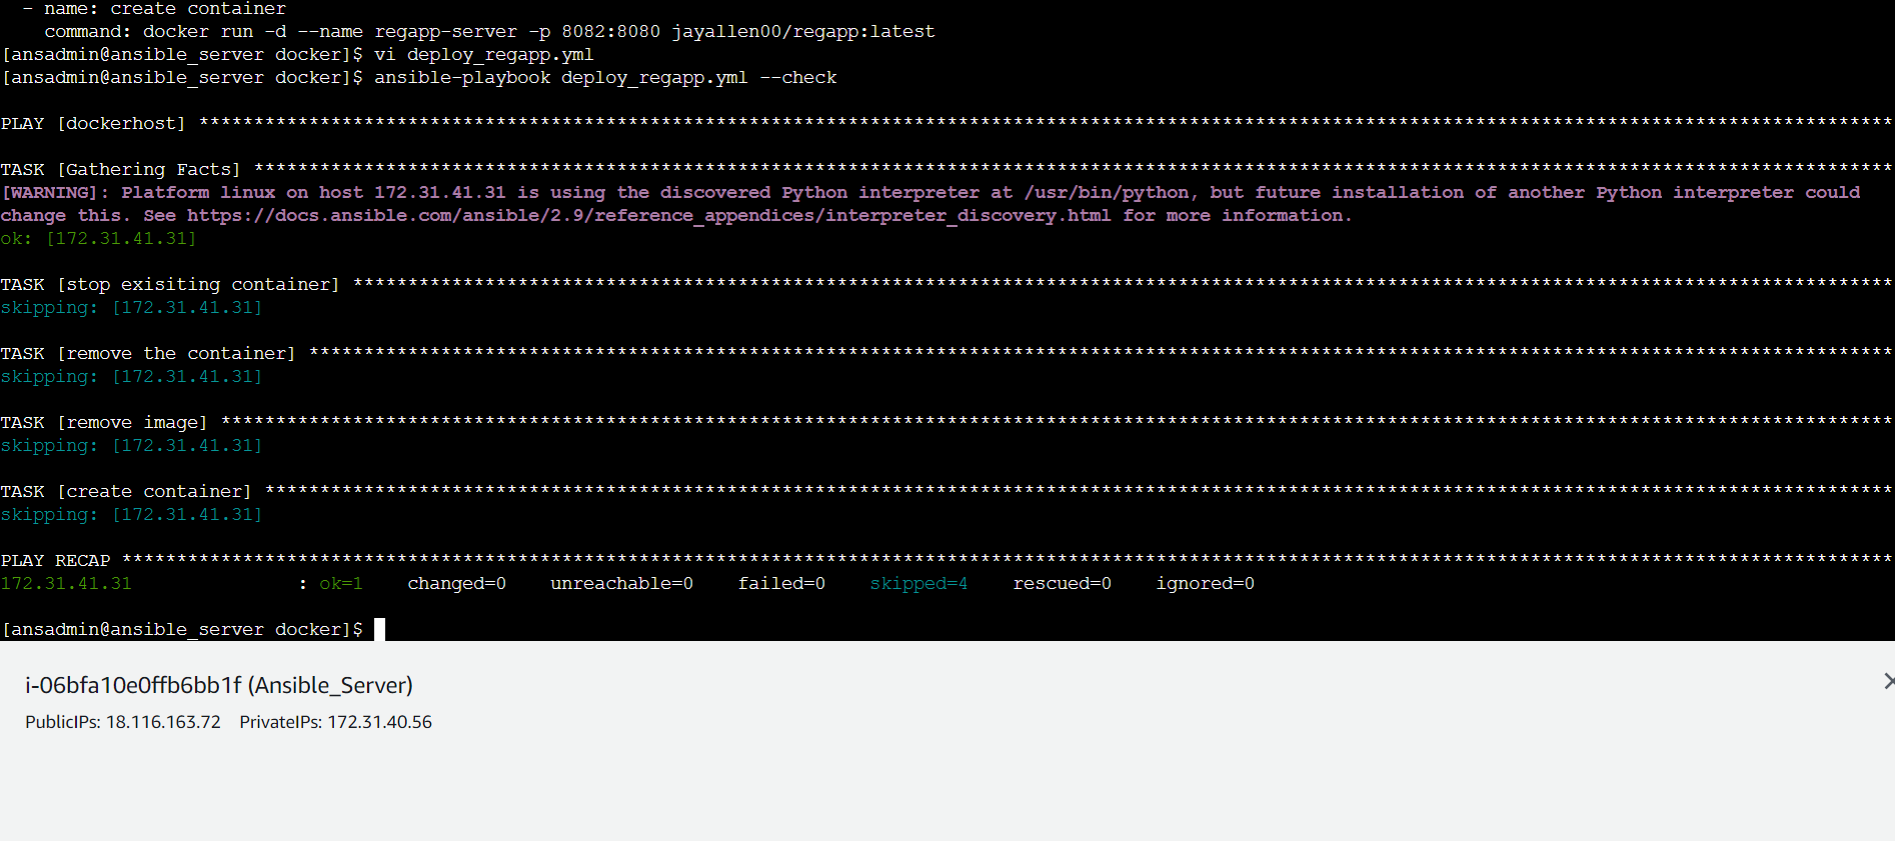 - name: create container
    command: docker run -d --name regapp-server -p 8082:8080 jayallen00/regapp:latest
[ansadmin@ansible_server docker]$ vi deploy_regapp.yml
[ansadmin@ansible_server docker]$ ansible-playbook deploy_regapp.yml --check
PLAY [dockerhost] **********************************************************************************************************************************************************
TASK [Gathering Facts] *****************************************************************************************************************************************************
[WARNING]: Platform linux on host 172.31.41.31 is using the discovered Python interpreter at /usr/bin/python, but future installation of another Python interpreter could
change this. See https://docs.ansible.com/ansible/2.9/reference_appendices/interpreter_discovery.html for more information.
ok: [172.31.41.31]
TASK [stop exisiting container] ********************************************************************************************************************************************
skipping: [172.31.41.31]
TASK [remove the container] ************************************************************************************************************************************************
skipping: [172.31.41.31]
TASK [remove image] ********************************************************************************************************************************************************
skipping: [172.31.41.31]
TASK [create container] ****************************************************************************************************************************************************
skipping: [172.31.41.31]
PLAY RECAP *****************************************************************************************************************************************************************
172.31.41.31               : ok=1    changed=0    unreachable=0    failed=0    skipped=4    rescued=0    ignored=0
[ansadmin@ansible_server docker]$
i-06bfa10e0ffb6bb1f (Ansible_Server)
PublicIPs: 18.116.163.72    PrivateIPs: 172.31.40.56